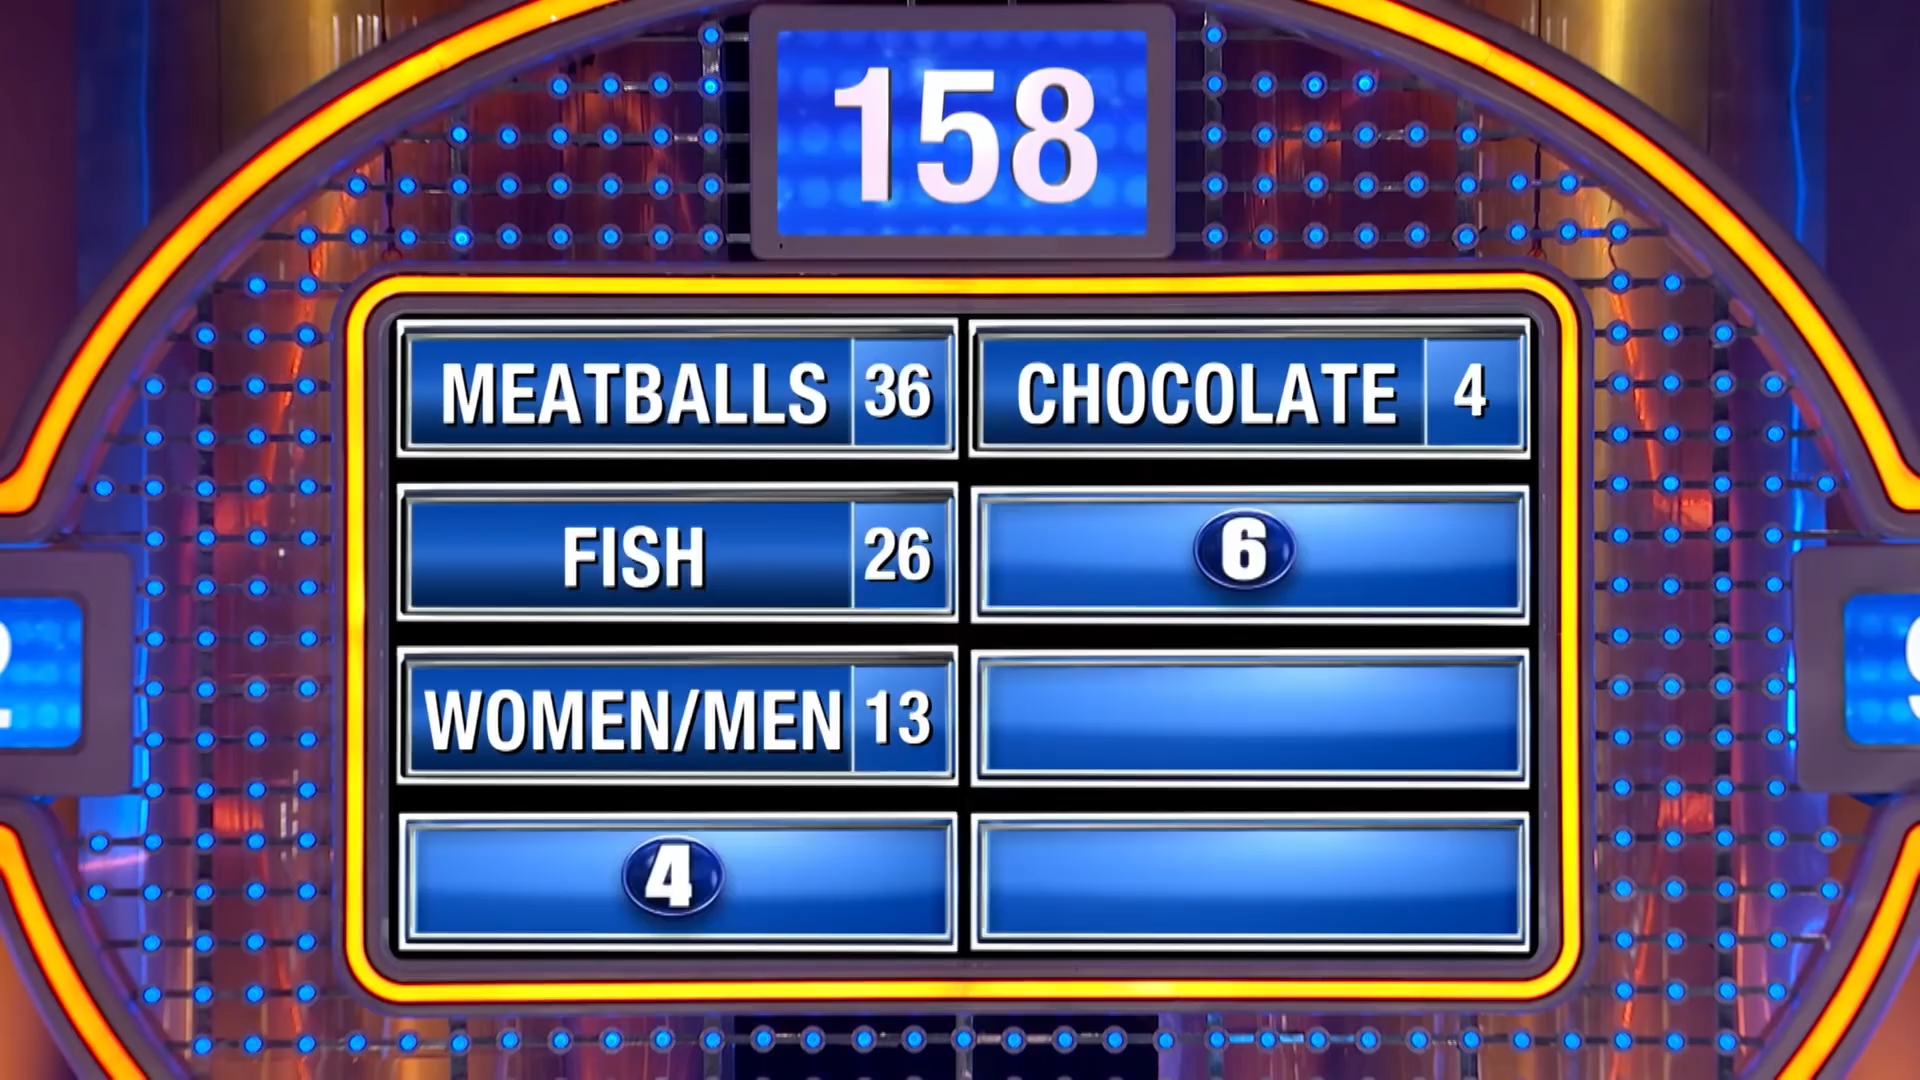 158
MEATBALLS 36
FISH 26
WOMEN/MEN 13
4
CHOCOLATE 4
6